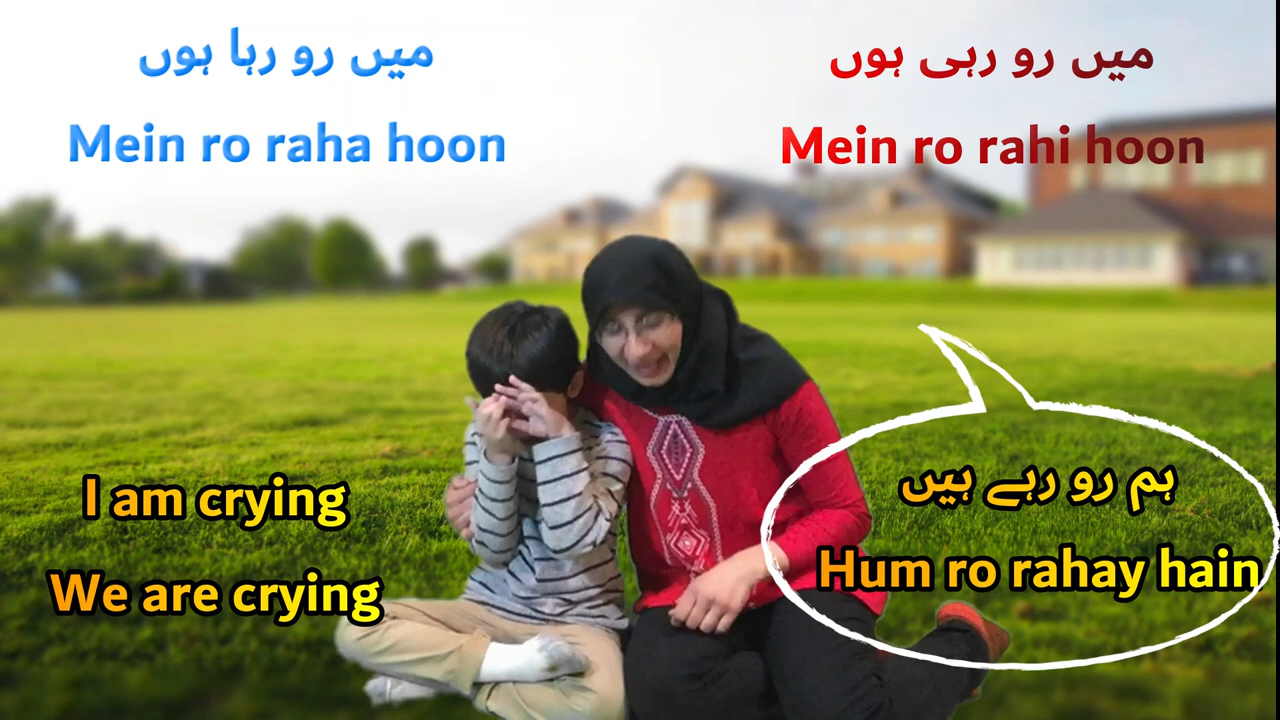 میں رو رہا ہوں
Mein ro raha hoon
میں رو رہی ہوں
Mein ro rahi hoon
I am crying
We are crying
ہم رو رہے ہیں
Hum ro rahay hain